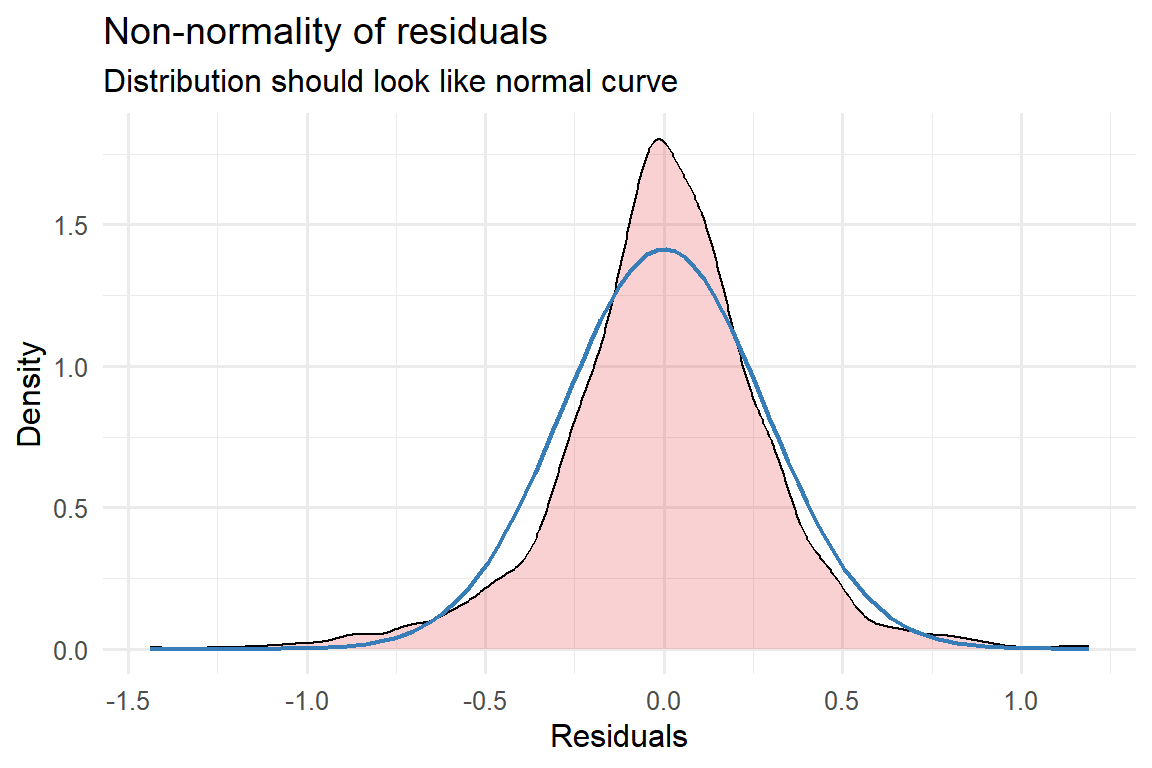 Non-normality of residuals
Distribution should look like normal curve
Density
1.5
1.0
0.5
0.0
-1.5
-1.0
-0.5
0.0
0.5
1.0
Residuals